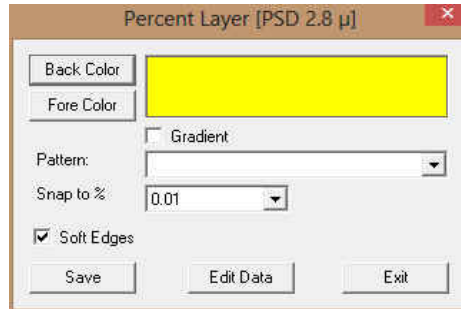 Percent Layer [PSD 2.8 µ]
Back Color
Fore Color
Gradient
Pattern:
Snap to % 0.01
Soft Edges
Save Edit Data Exit